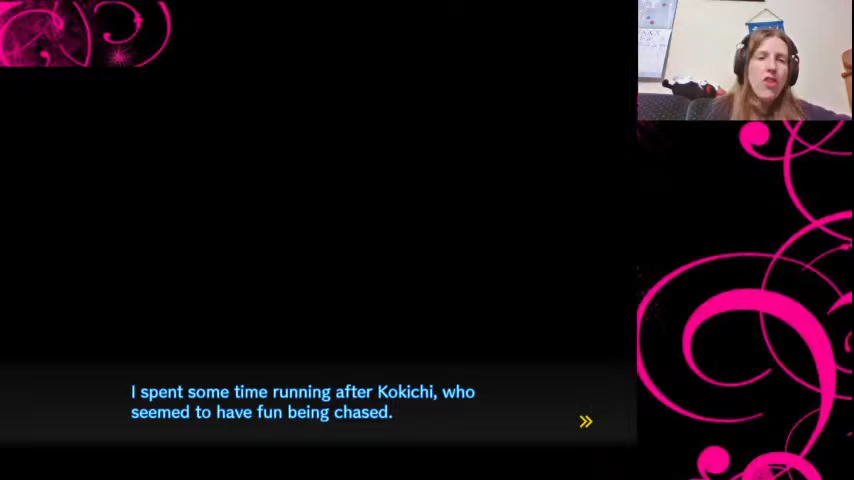 I spent some time running after Kokichi, who
seemed to have fun being chased.